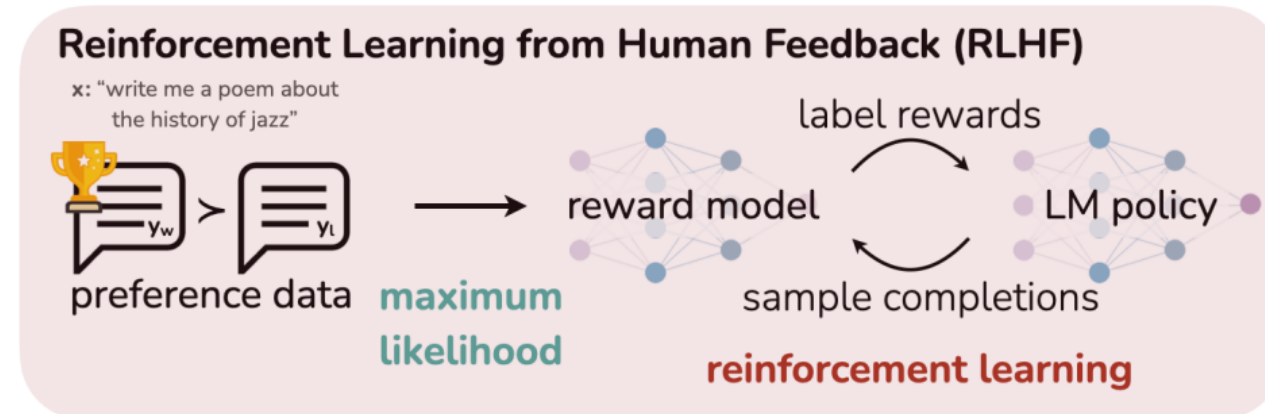 Reinforcement Learning from Human Feedback (RLHF)
x: “write me a poem about
the history of jazz”
label rewards
yw
≻
yl
reward model
LM policy
preference data
maximum
likelihood
sample completions
reinforcement learning